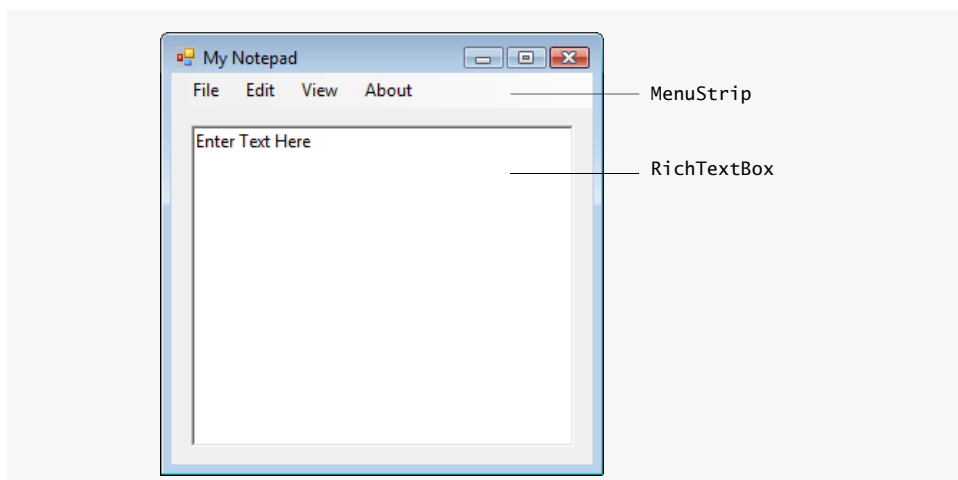 My Notepad
File Edit View About
MenuStrip
Enter Text Here
RichTextBox